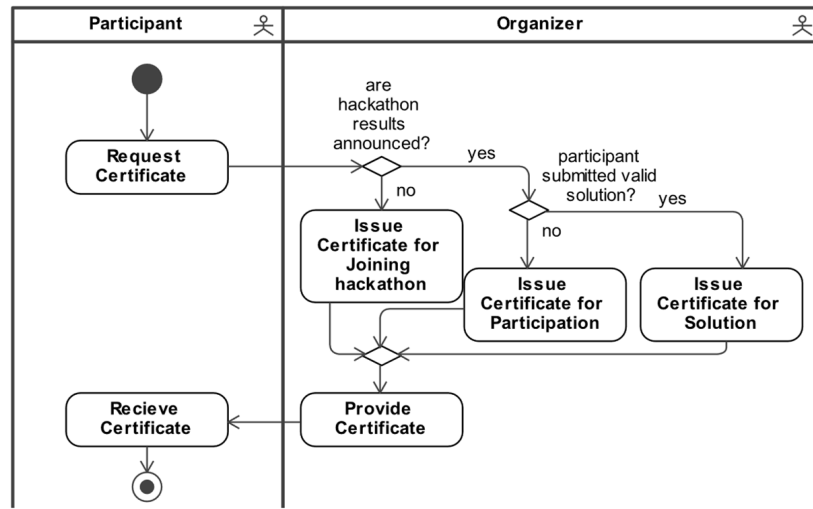 Participant
Organizer
are
hackathon
results
announced?
Request
Certificate
yes
participant
submitted valid
solution?
no
yes
no
Issue
Certificate for
Joining
hackathon
Issue
Certificate for
Participation
Issue
Certificate for
Solution
Recieve
Certificate
Provide
Certificate